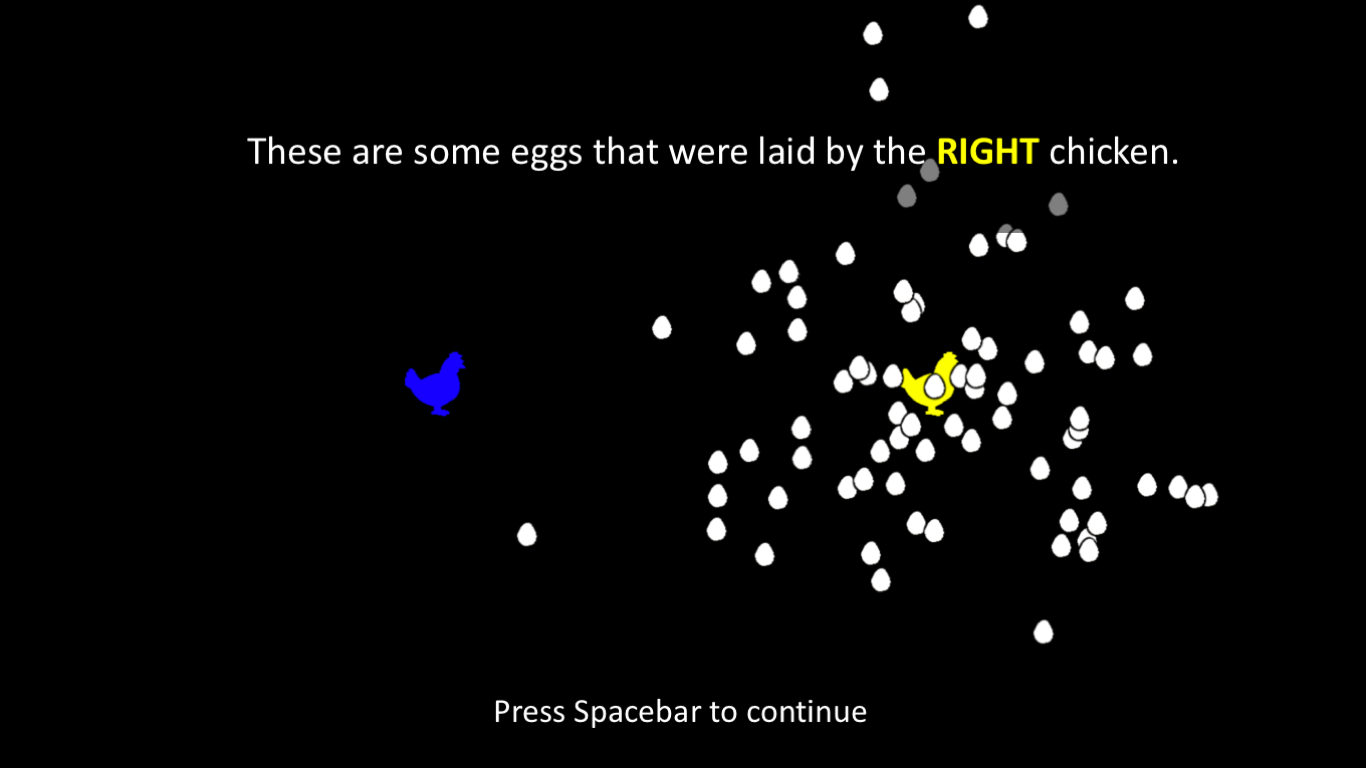 These are some eggs that were laid by the RIGHT chicken.
Press Spacebar to continue